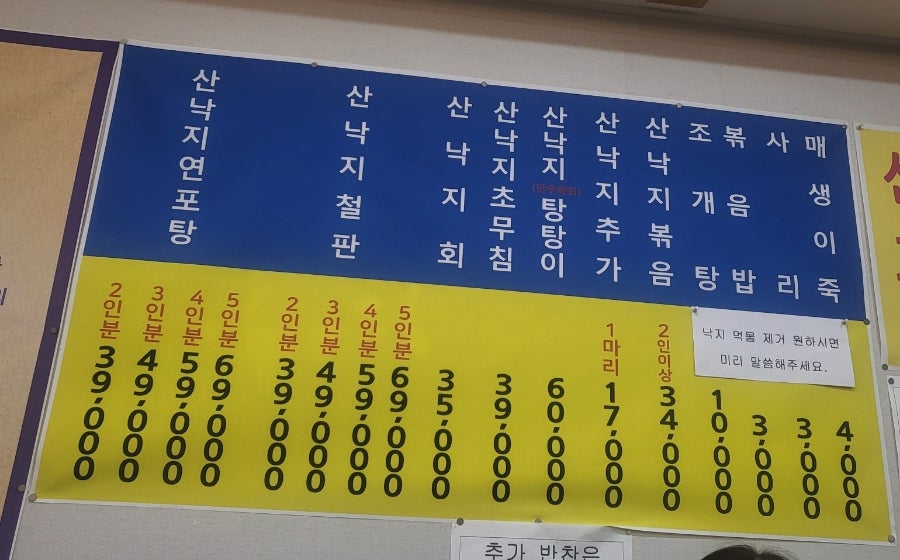 산낙지연포탕
2인분 39,000
3인분 49,000
4인분 59,000
5인분 69,000
산낙지철판
2인분 39,000
3인분 49,000
4인분 59,000
5인분 69,000
산낙지회
35,000
산낙지초무침
39,000
산낙지(한우육회)탕탕이
60,000
산낙지추가
1마리 17,000
산낙지볶음
2인이상 34,000
조개탕
10,000
볶음밥
3,000
사리
3,000
매생이죽
4,000
낙지 먹물 제거 원하시면
미리 말씀해주세요.
추가 반찬은